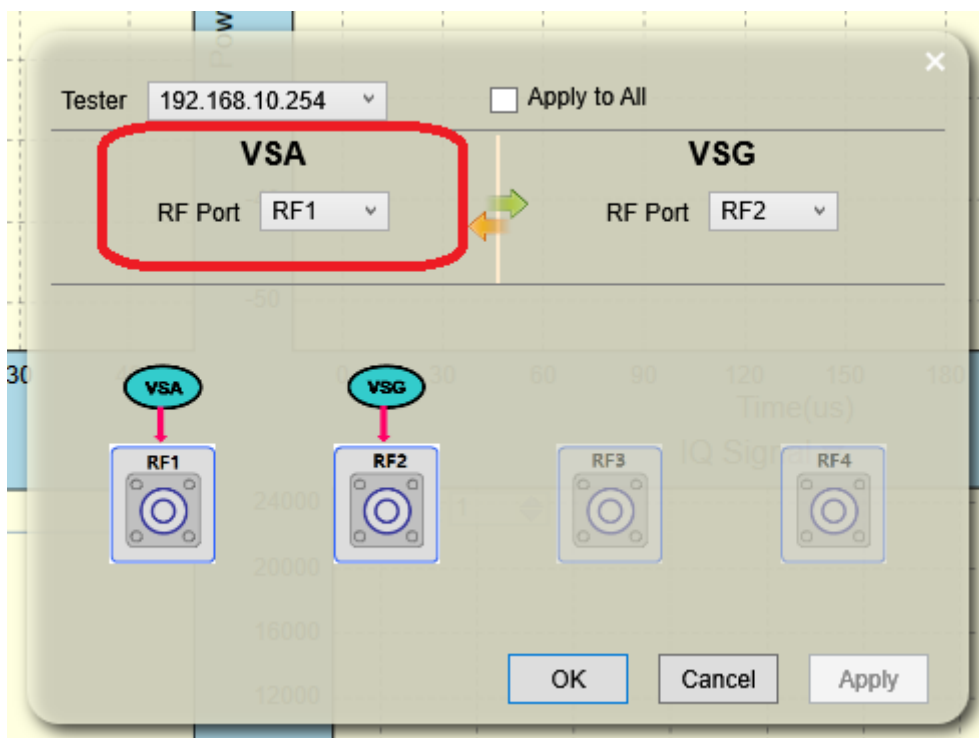 Pow
Tester 192.168.10.254 Apply to All
VSA VSG
RF Port RF1 RF Port RF2
-50
30 0 30 60 90 120 150 180
VSA VSG
Time(us)
RF1 RF2 RF3 RF4
24000 1
20000
16000
12000
OK Cancel Apply